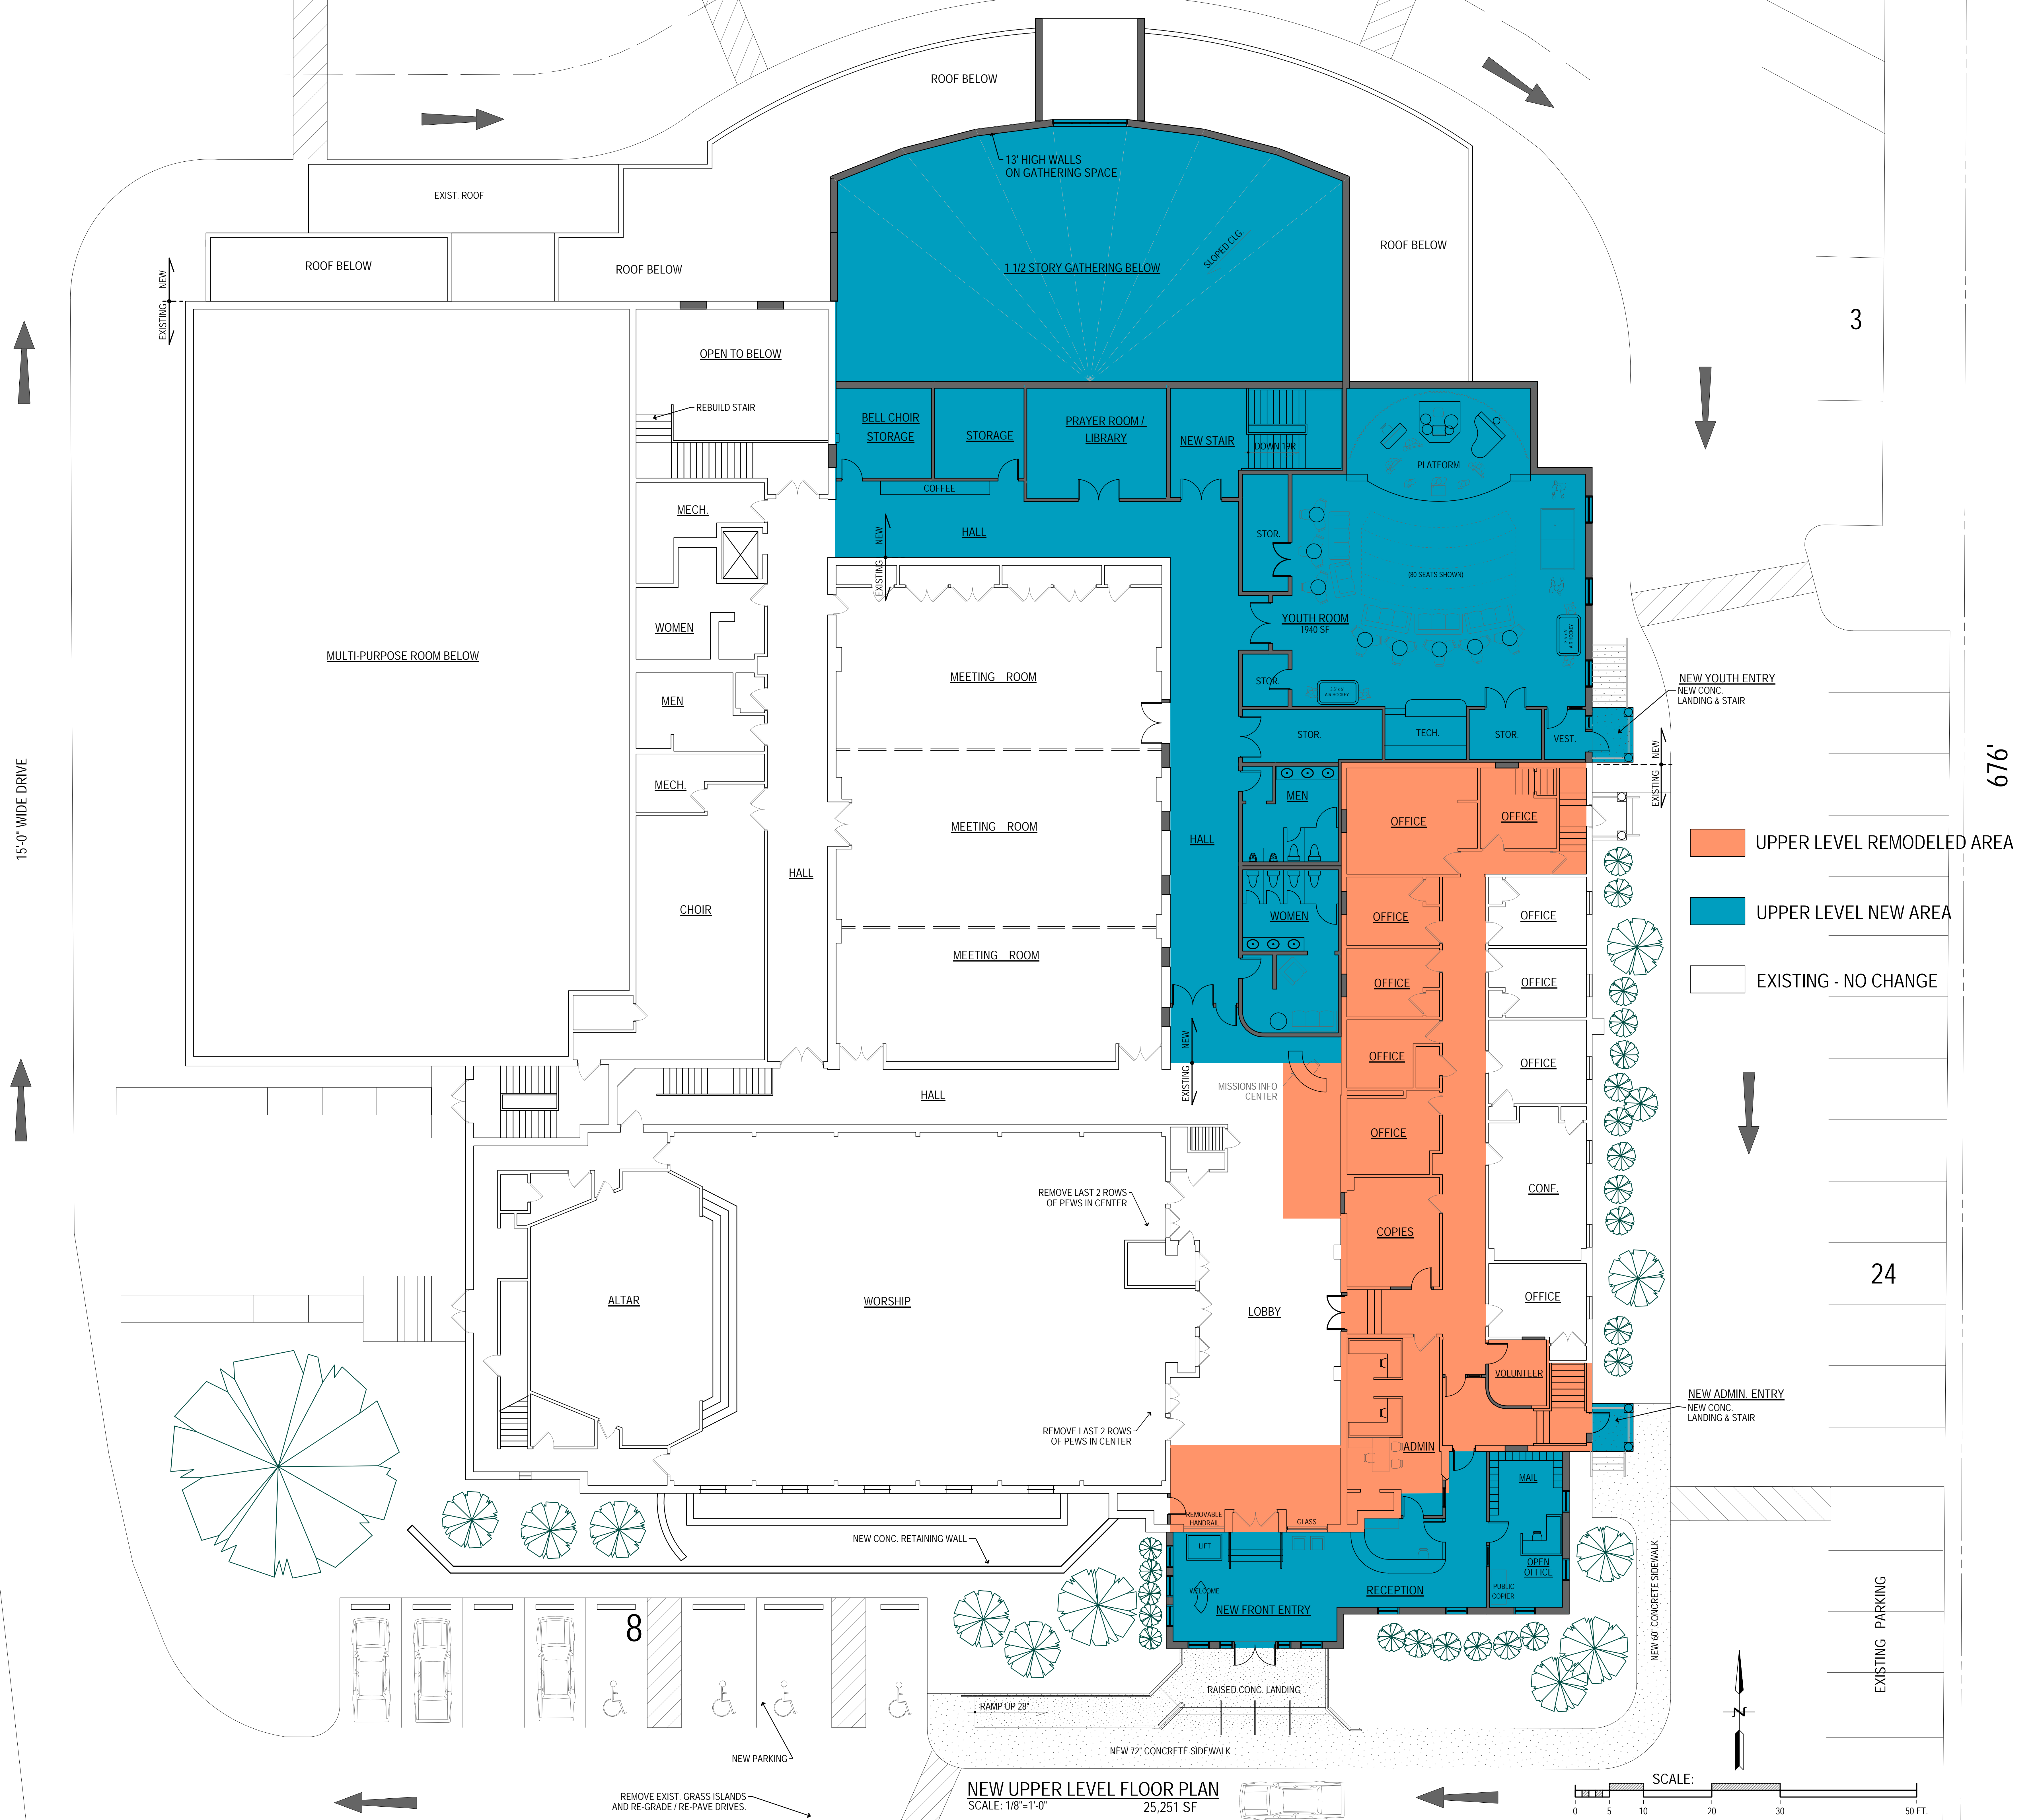 ROOF BELOW
13' HIGH WALLS
ON GATHERING SPACE
EXIST. ROOF
SLOPED CLG.
ROOF BELOW
ROOF BELOW
ROOF BELOW
1 1/2 STORY GATHERING BELOW
NEW
EXISTING
3
OPEN TO BELOW
REBUILD STAIR
BELL CHOIR
STORAGE
STORAGE
PRAYER ROOM /
LIBRARY
NEW STAIR
DOWN 19R
PLATFORM
COFFEE
MECH.
HALL
NEW
EXISTING
STOR.
(80 SEATS SHOWN)
YOUTH ROOM
1940 SF
WOMEN
MULTI-PURPOSE ROOM BELOW
MEETING ROOM
STOR.
AIR HOCKEY
AIR HOCKEY
NEW YOUTH ENTRY
NEW CONC.
LANDING & STAIR
MEN
STOR.
TECH.
STOR.
VEST.
NEW
EXISTING
676'
15'-0" WIDE DRIVE
MECH.
MEN
OFFICE
OFFICE
MEETING ROOM
HALL
UPPER LEVEL REMODELED AREA
HALL
CHOIR
WOMEN
OFFICE
OFFICE
UPPER LEVEL NEW AREA
MEETING ROOM
OFFICE
OFFICE
EXISTING - NO CHANGE
NEW
EXISTING
OFFICE
OFFICE
MISSIONS INFO
CENTER
HALL
OFFICE
REMOVE LAST 2 ROWS
OF PEWS IN CENTER
CONF.
COPIES
24
ALTAR
WORSHIP
LOBBY
OFFICE
VOLUNTEER
NEW ADMIN. ENTRY
NEW CONC.
LANDING & STAIR
REMOVE LAST 2 ROWS
OF PEWS IN CENTER
ADMIN
MAIL
REMOVABLE
HANDRAIL
GLASS
NEW CONC. RETAINING WALL
LIFT
OPEN
OFFICE
WELCOME
RECEPTION
PUBLIC
COPIER
NEW FRONT ENTRY
NEW 60" CONCRETE SIDEWALK
EXISTING PARKING
8
RAISED CONC. LANDING
RAMP UP 28"
N
NEW 72" CONCRETE SIDEWALK
NEW PARKING
NEW UPPER LEVEL FLOOR PLAN
SCALE: 1/8"=1'-0"
25,251 SF
REMOVE EXIST. GRASS ISLANDS
AND RE-GRADE / RE-PAVE DRIVES.
SCALE:
0 5 10 20 30 50 FT.